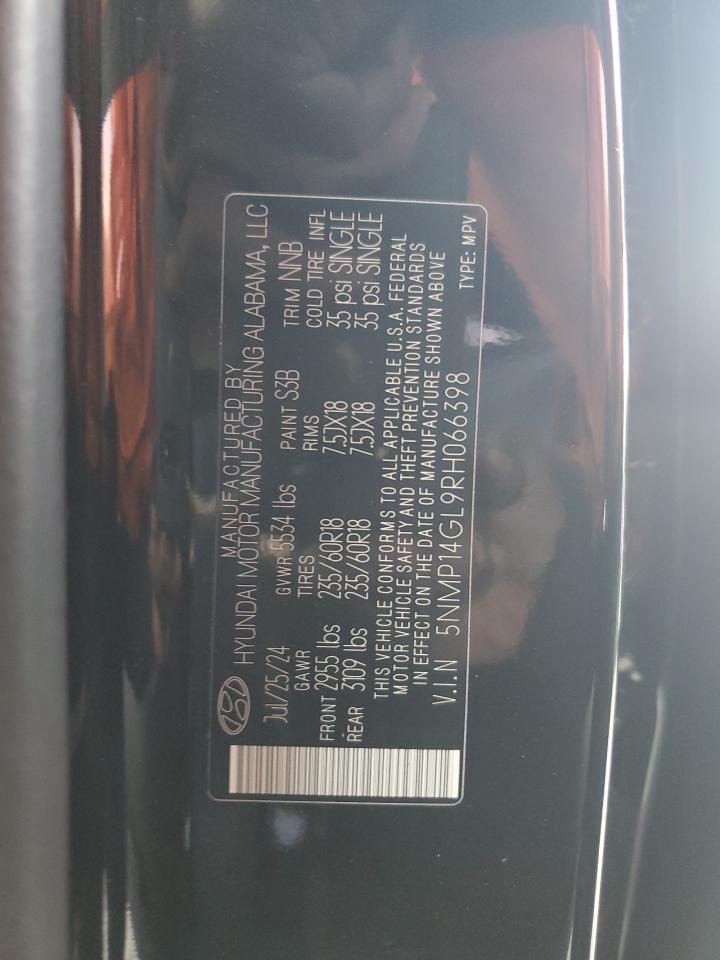 MANUFACTURED BY
HYUNDAI MOTOR MANUFACTURING ALABAMA, LLC
Jul/25/24 GVWR 5534 lbs PAINT S3B TRIM NNB
GAWR TIRES RIMS COLD TIRE INFL
FRONT 2955 lbs 235/60R18 7.5JX18 35 psi SINGLE
REAR 3109 lbs 235/60R18 7.5JX18 35 psi SINGLE
THIS VEHICLE CONFORMS TO ALL APPLICABLE U.S.A. FEDERAL
MOTOR VEHICLE SAFETY AND THEFT PREVENTION STANDARDS
IN EFFECT ON THE DATE OF MANUFACTURE SHOWN ABOVE
V.I.N 5NMP14GL9RH066398 TYPE: MPV